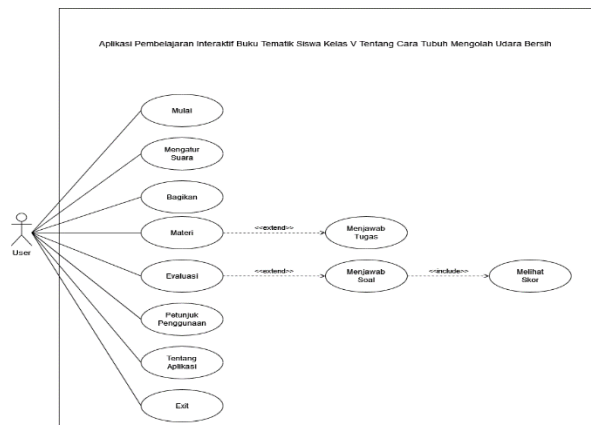 Aplikasi Pembelajaran Interaktif Buku Tematik Siswa Kelas V Tentang Cara Tubuh Mengolah Udara Bersih
Mulai
Mengatur
Suara
Bagikan
Materi
<<extend>>
Menjawab
Tugas
User
Evaluasi
<<extend>>
Menjawab
Soal
<<include>>
Melihat
Skor
Petunjuk
Penggunaan
Tentang
Aplikasi
Exit